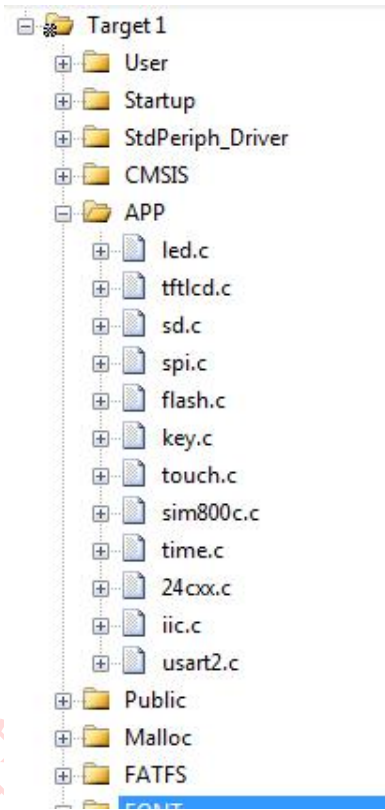 Target 1
User
Startup
StdPeriph_Driver
CMSIS
APP
led.c
tftlcd.c
sd.c
spi.c
flash.c
key.c
touch.c
sim800c.c
time.c
24cxx.c
iic.c
usart2.c
Public
Malloc
FATFS
FONT